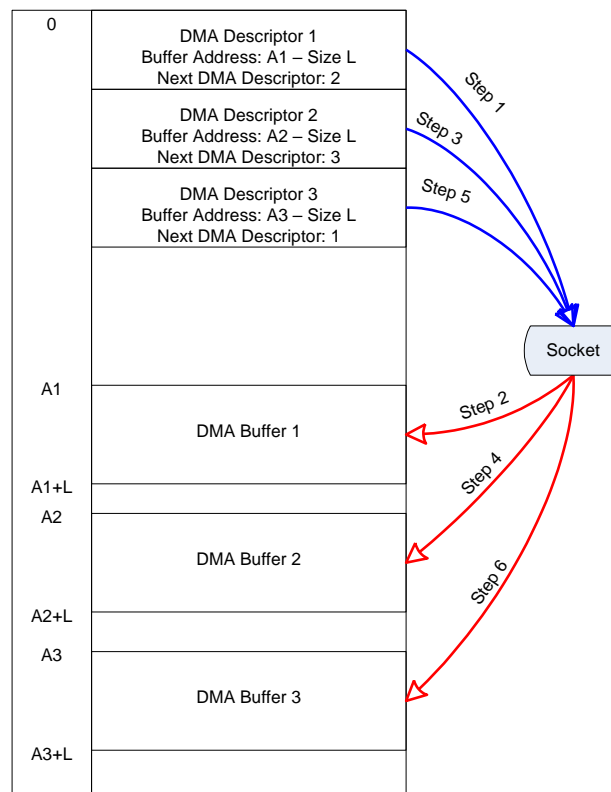 0
DMA Descriptor 1
Buffer Address: A1 – Size L
Next DMA Descriptor: 2
DMA Descriptor 2
Buffer Address: A2 – Size L
Next DMA Descriptor: 3
DMA Descriptor 3
Buffer Address: A3 – Size L
Next DMA Descriptor: 1
Step 1
Step 3
Step 5
Socket
A1
DMA Buffer 1
A1+L
Step 2
A2
DMA Buffer 2
A2+L
Step 4
A3
DMA Buffer 3
A3+L
Step 6